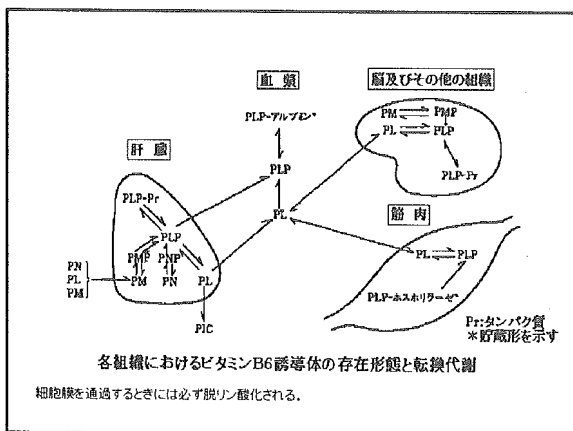 血漿
脳及びその他の組織
PLP-アルブミン*
PM PMP
PL PLP
PLP-Pr
肝臓
PLP
PLP-Pr
PL
筋肉
PLP
PMP PNP
PN
PL
PM
PM PN PL
PL PLP
PIC
PLP-ホスホリラーゼ*
Pr:タンパク質
*貯蔵形を示す
各組織におけるビタミンB6誘導体の存在形態と転換代謝
細胞膜を通過するときには必ず脱リン酸化される。